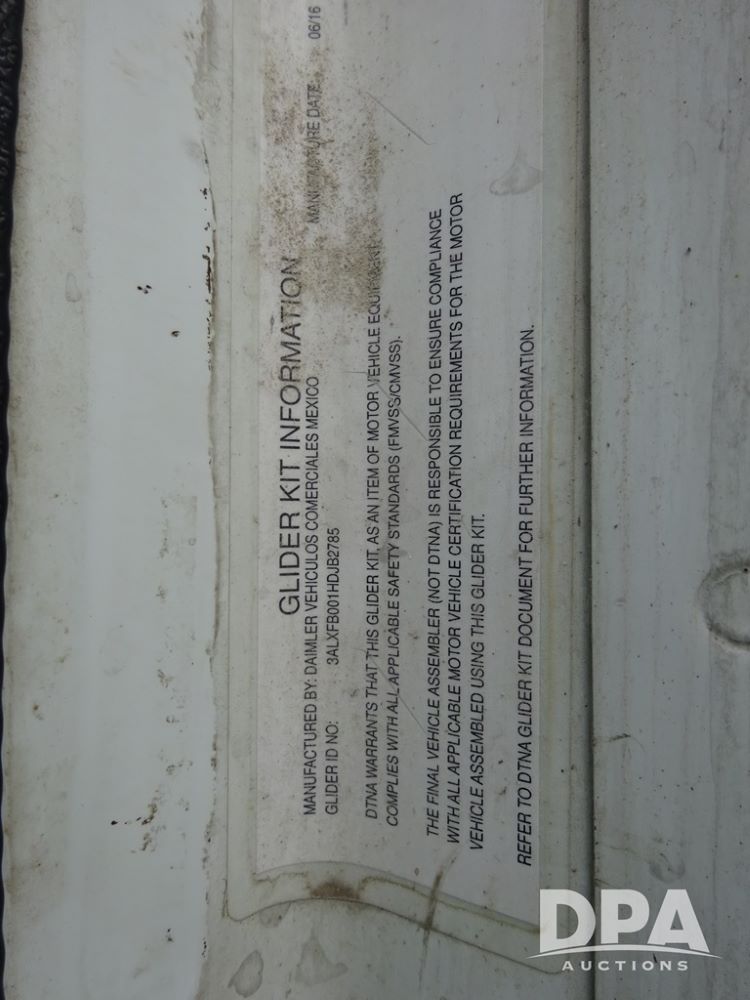 GLIDER KIT INFORMATION
MANUFACTURED BY: DAIMLER VEHICULOS COMERCIALES MEXICO MANUFACTURE DATE 06/16
GLIDER ID NO: 3ALXFB001HDJB2785
DTNA WARRANTS THAT THIS GLIDER KIT, AS AN ITEM OF MOTOR VEHICLE EQUIPMENT,
COMPLIES WITH ALL APPLICABLE SAFETY STANDARDS (FMVSS/CMVSS).
THE FINAL VEHICLE ASSEMBLER (NOT DTNA) IS RESPONSIBLE TO ENSURE COMPLIANCE
WITH ALL APPLICABLE MOTOR VEHICLE CERTIFICATION REQUIREMENTS FOR THE MOTOR
VEHICLE ASSEMBLED USING THIS GLIDER KIT.
REFER TO DTNA GLIDER KIT DOCUMENT FOR FURTHER INFORMATION.
DPA
AUCTIONS